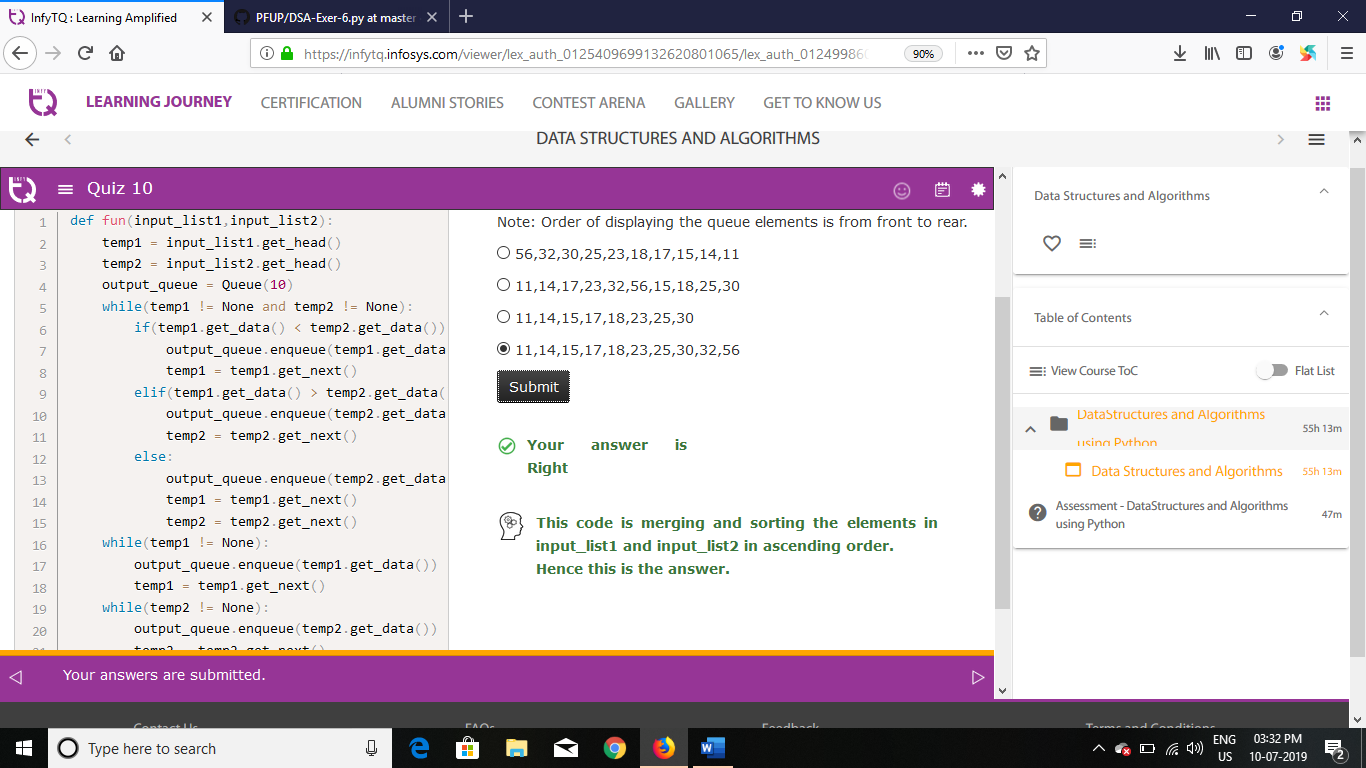 InfyTQ : Learning Amplified
PFUP/DSA-Exer-6.py at master
https://infytq.infosys.com/viewer/lex_auth_0125409699132620801065/lex_auth_01249986
90%
LEARNING JOURNEY
CERTIFICATION
ALUMNI STORIES
CONTEST ARENA
GALLERY
GET TO KNOW US
DATA STRUCTURES AND ALGORITHMS
Quiz 10
1 def fun(input_list1,input_list2):
2 temp1 = input_list1.get_head()
3 temp2 = input_list2.get_head()
4 output_queue = Queue(10)
5 while(temp1 != None and temp2 != None):
6 if(temp1.get_data() < temp2.get_data())
7 output_queue.enqueue(temp1.get_data
8 temp1 = temp1.get_next()
9 elif(temp1.get_data() > temp2.get_data(
10 output_queue.enqueue(temp2.get_data
11 temp2 = temp2.get_next()
12 else:
13 output_queue.enqueue(temp2.get_data
14 temp1 = temp1.get_next()
15 temp2 = temp2.get_next()
16 while(temp1 != None):
17 output_queue.enqueue(temp1.get_data())
18 temp1 = temp1.get_next()
19 while(temp2 != None):
20 output_queue.enqueue(temp2.get_data())
21 temp2 = temp2.get_next()
Note: Order of displaying the queue elements is from front to rear.
56,32,30,25,23,18,17,15,14,11
11,14,17,23,32,56,15,18,25,30
11,14,15,17,18,23,25,30
11,14,15,17,18,23,25,30,32,56
Submit
Your answer is
Right
This code is merging and sorting the elements in
input_list1 and input_list2 in ascending order.
Hence this is the answer.
Your answers are submitted.
Data Structures and Algorithms
Table of Contents
View Course ToC
Flat List
DataStructures and Algorithms
using Python
55h 13m
Data Structures and Algorithms
55h 13m
Assessment - DataStructures and Algorithms
using Python
47m
Contact Us
FAQs
Feedback
Terms and Conditions
Type here to search
ENG
US
03:32 PM
10-07-2019
2